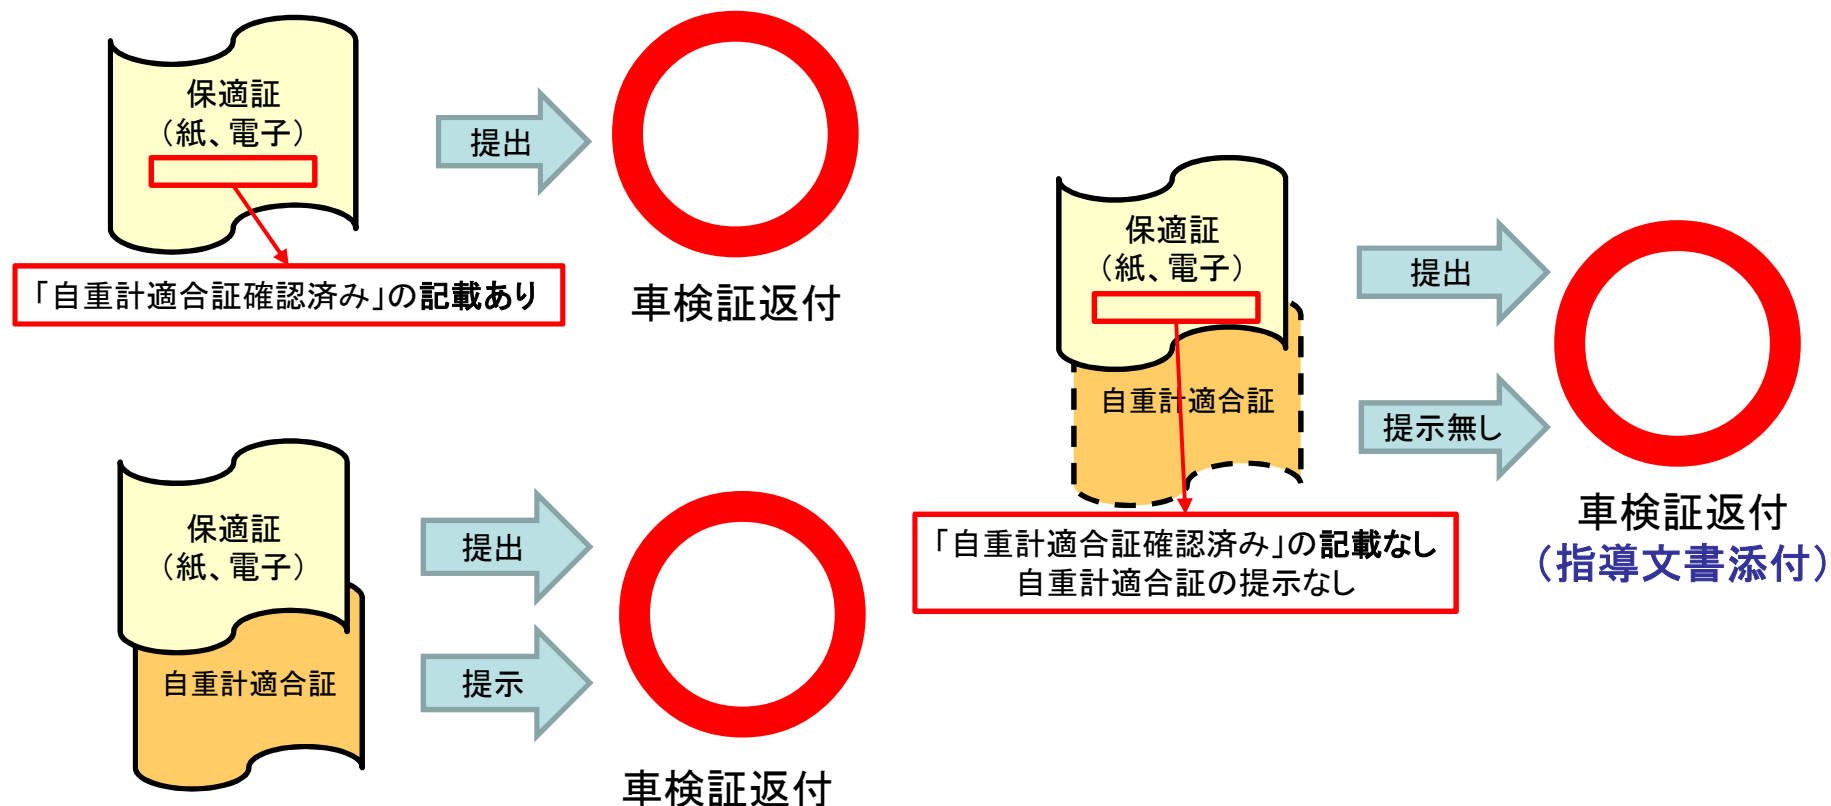 保適証
（紙、電子）
提出
「自重計適合証確認済み」の記載あり
車検証返付
保適証
（紙、電子）
自重計適合証
提出
提示
車検証返付
保適証
（紙、電子）
自重計適合証
提出
提示無し
「自重計適合証確認済み」の記載なし
自重計適合証の提示なし
車検証返付
（指導文書添付）